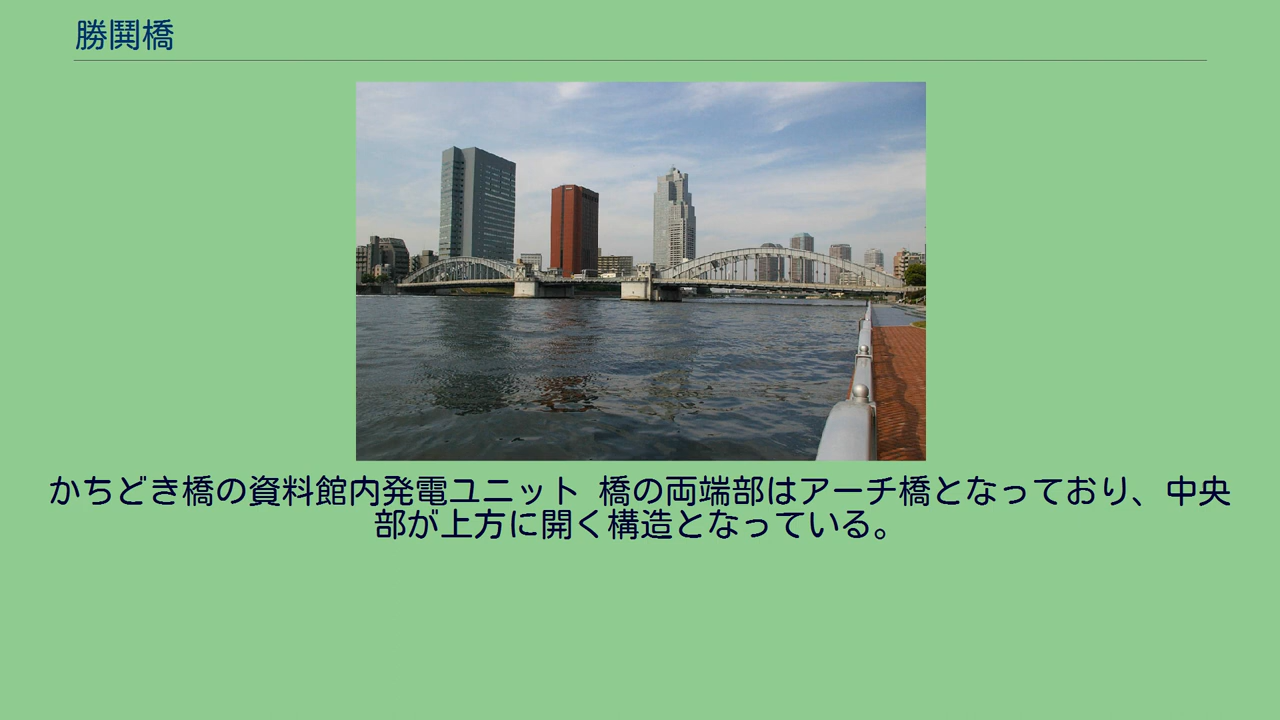 勝鬨橋
かちどき橋の資料館内発電ユニット 橋の両端部はアーチ橋となっており、中央
部が上方に開く構造となっている。